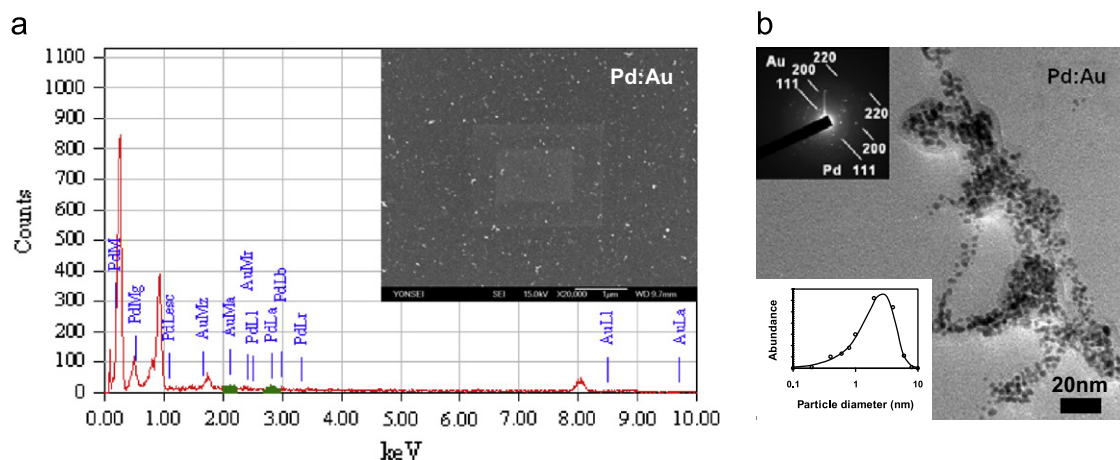 a
1100
1000
900
800
700
600
500
400
300
200
100
0
Counts
PdM
PdMg
PdLesc
AuMz
AuMa
AuMr
PdLl
PdLa
PdLb
PdLr
AuLl
AuLa
0.00 1.00 2.00 3.00 4.00 5.00 6.00 7.00 8.00 9.00 10.00
keV
Pd:Au
YONSEI SEI 15.0kV X20,000 1μm WD 9.7mm
b
Au
220
200
111
220
200
Pd 111
Pd:Au
Abundance
0.1 1 10
Particle diameter (nm)
20nm